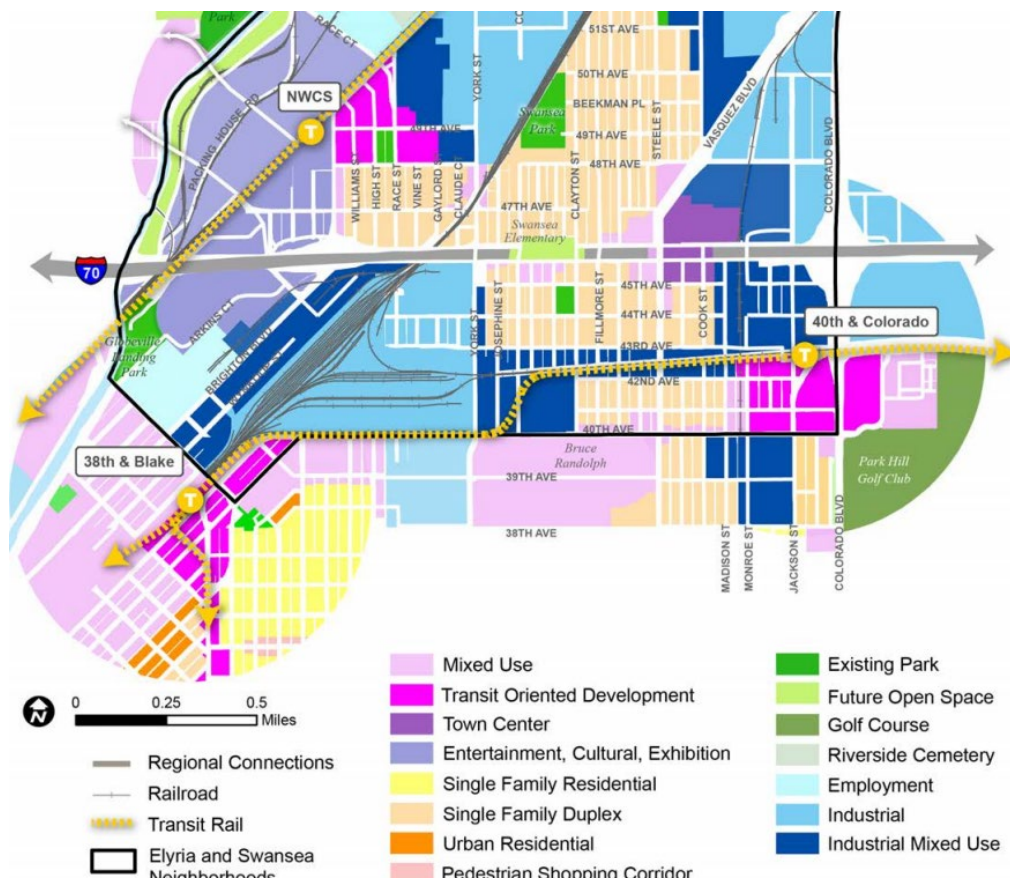 Park
RACE CT
YORK ST
CO
51ST AVE
50TH AVE
BEEKMAN PL
49TH AVE
48TH AVE
STEELE ST
VASQUEZ BLVD
COLORADO BLVD
NWCS
T
PACKING HOUSE RD
49TH AVE
Swansea
Park
WILLIAMS ST
HIGH ST
RACE ST
VINE ST
GAYLORD ST
CLAUDE CT
CLAYTON ST
47TH AVE
Swansea
Elementary
70
45TH AVE
44TH AVE
43RD AVE
42ND AVE
40TH AVE
ARKINS CT
BRIGHTON BLVD
WYNKOOP ST
YORK ST
JOSEPHINE ST
FILLMORE ST
COOK ST
40th & Colorado
T
Globeville
Landing
Park
38th & Blake
T
Bruce
Randolph
39TH AVE
38TH AVE
Park Hill
Golf Club
MADISON ST
MONROE ST
JACKSON ST
COLORADO BLVD
N
0 0.25 0.5
Miles
Regional Connections
Railroad
Transit Rail
Elyria and Swansea
Neighborhoods
Mixed Use
Transit Oriented Development
Town Center
Entertainment, Cultural, Exhibition
Single Family Residential
Single Family Duplex
Urban Residential
Pedestrian Shopping Corridor
Existing Park
Future Open Space
Golf Course
Riverside Cemetery
Employment
Industrial
Industrial Mixed Use